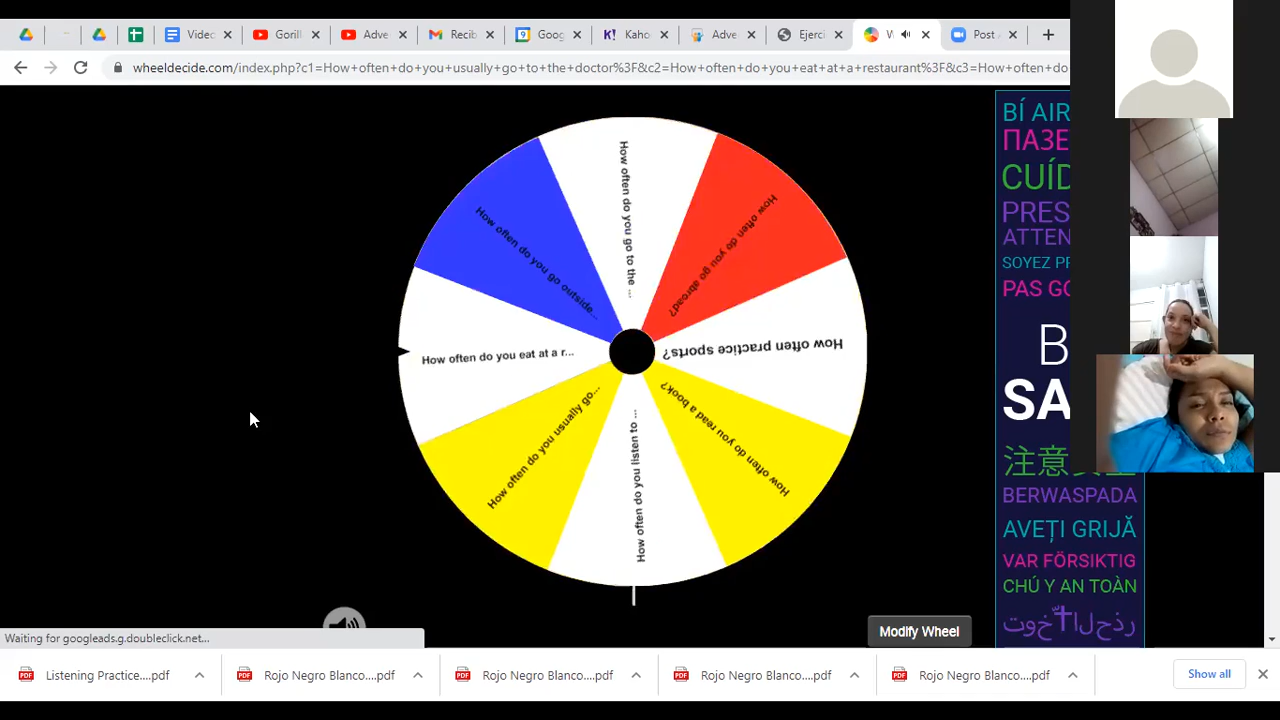 Video
Gorill
Adve
Recib
Goog
Kaho
Adve
Ejerci
Post A
wheeldecide.com/index.php?c1=How+often+do+you+usually+go+to+the+doctor%3F&c2=How+often+do+you+eat+at+a+restaurant%3F&c3=How+often+do
How often do you go to the ...
How often do you go abroad?
How often practice sports?
How often do you read a book?
How often do you listen to ...
How often do you usually go...
How often do you eat at a r...
How often do you go outside...
BÍ AIR
ПАЗЕ
CUÍD
PRES
ATTEN
SOYEZ PR
PAS GO
B
SA
BERWASPADA
AVEȚI GRIJĂ
VAR FÖRSIKTIG
CHÚ Ý AN TOÀN
Modify Wheel
Waiting for googleads.g.doubleclick.net...
Listening Practice....pdf
Rojo Negro Blanco....pdf
Rojo Negro Blanco....pdf
Rojo Negro Blanco....pdf
Rojo Negro Blanco....pdf
Show all